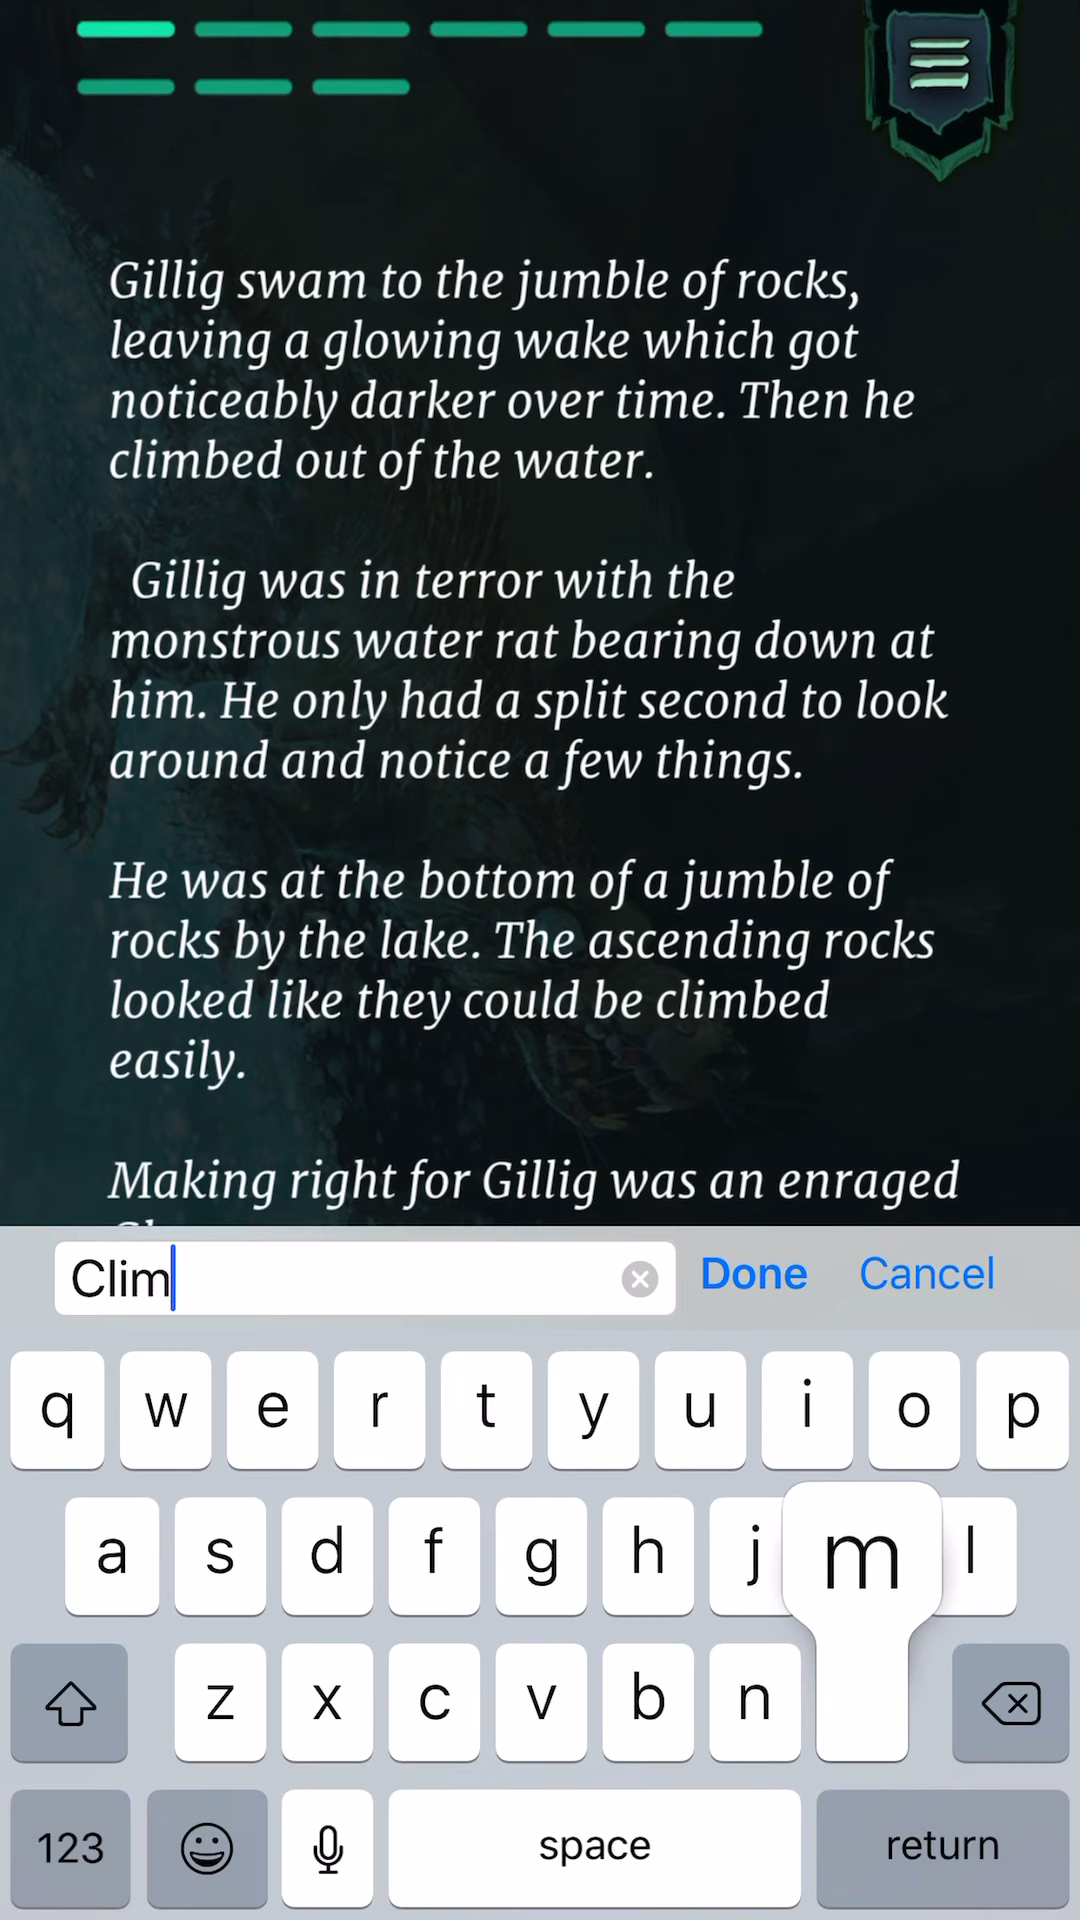 Gillig swam to the jumble of rocks,
leaving a glowing wake which got
noticeably darker over time. Then he
climbed out of the water.
Gillig was in terror with the
monstrous water rat bearing down at
him. He only had a split second to look
around and notice a few things.
He was at the bottom of a jumble of
rocks by the lake. The ascending rocks
looked like they could be climbed
easily.
Making right for Gillig was an enraged
Clim
Done
Cancel
q w e r t y u i o p
a s d f g h j m l
z x c v b n
123
space
return